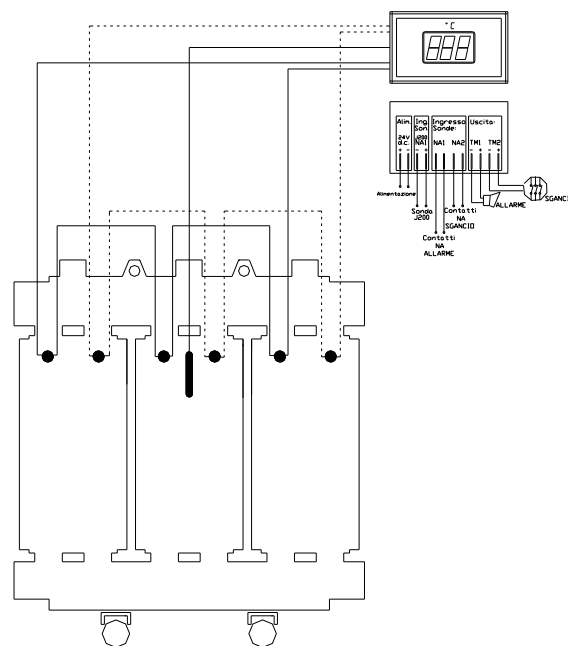 °C
Alim. Ing. Son. Ingresso Sonde: Uscita:
24V d.c. J200 NA1 NA1 NA2 TM1 TM2
+ -
Alimentazione
Sonda J200
Contatti NA SGANCIO
Contatti NA ALLARME
ALLARME
SGANCI